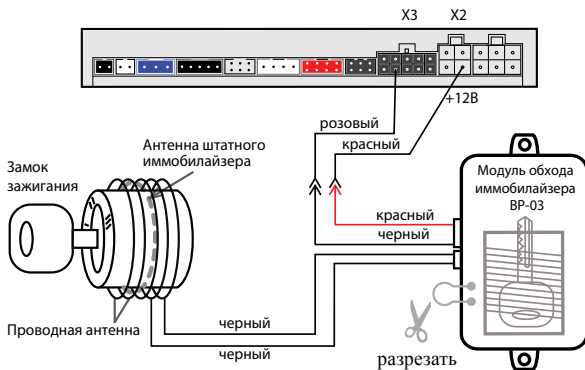 X3
X2
+12В
розовый
красный
Антенна штатного
иммобилайзера
Замок
зажигания
Модуль обхода
иммобилайзера
BP-03
красный
черный
Проводная антенна
черный
черный
разрезать